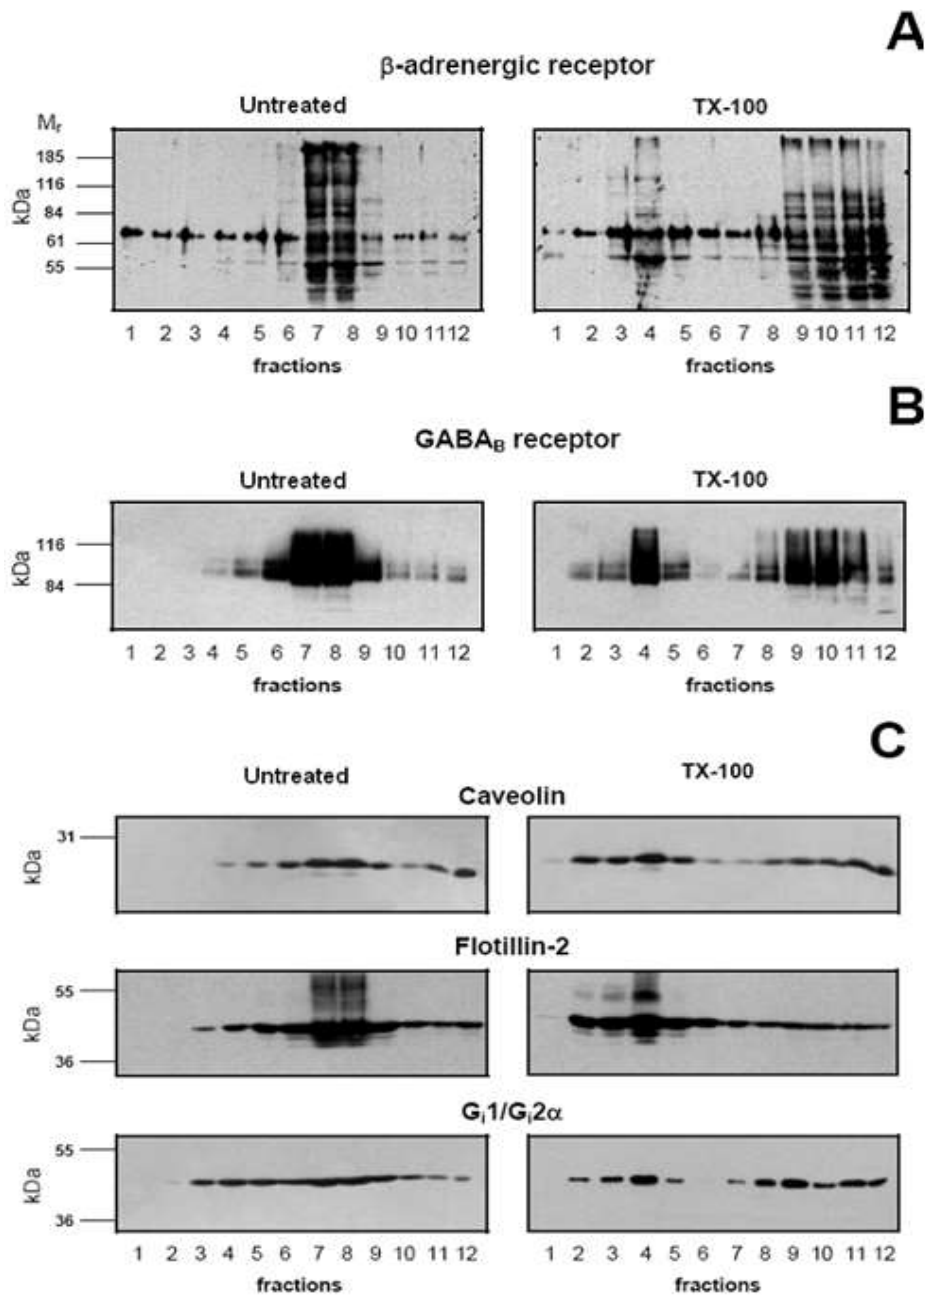 A
β-adrenergic receptor
Untreated TX-100
Mr
185
116
84
61
55
kDa
1 2 3 4 5 6 7 8 9 10 11 12 1 2 3 4 5 6 7 8 9 10 11 12
fractions fractions
B
GABAB receptor
Untreated TX-100
116
84
kDa
1 2 3 4 5 6 7 8 9 10 11 12 1 2 3 4 5 6 7 8 9 10 11 12
fractions fractions
C
Untreated TX-100
Caveolin
31
kDa
Flotillin-2
55
36
kDa
Gi1/Gi2α
55
36
kDa
1 2 3 4 5 6 7 8 9 10 11 12 1 2 3 4 5 6 7 8 9 10 11 12
fractions fractions